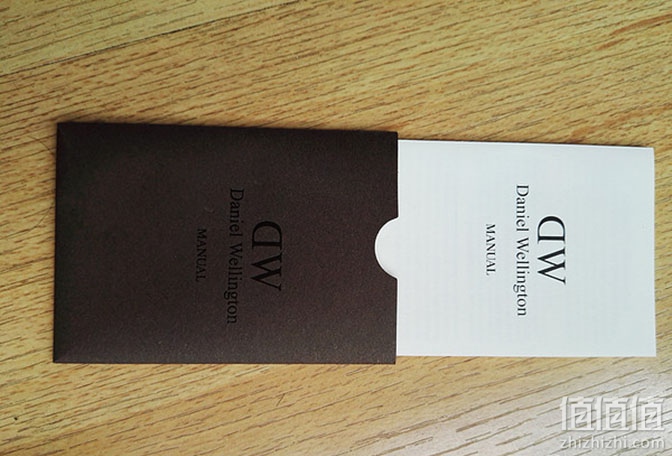 DW
Daniel Wellington
MANUAL
DW
Daniel Wellington
MANUAL
值值值
zhizhizhi.com